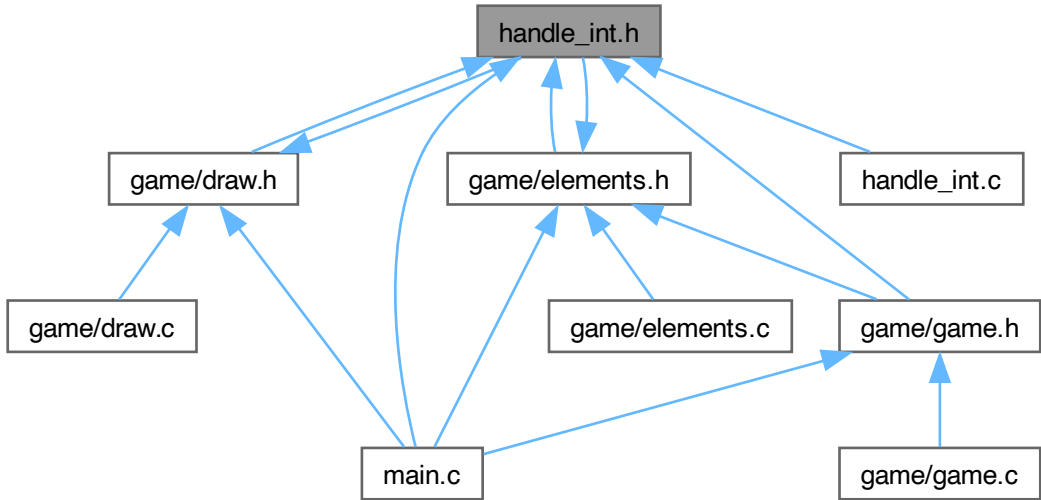 handle_int.h
game/draw.h
game/elements.h
handle_int.c
game/draw.c
game/elements.c
game/game.h
main.c
game/game.c